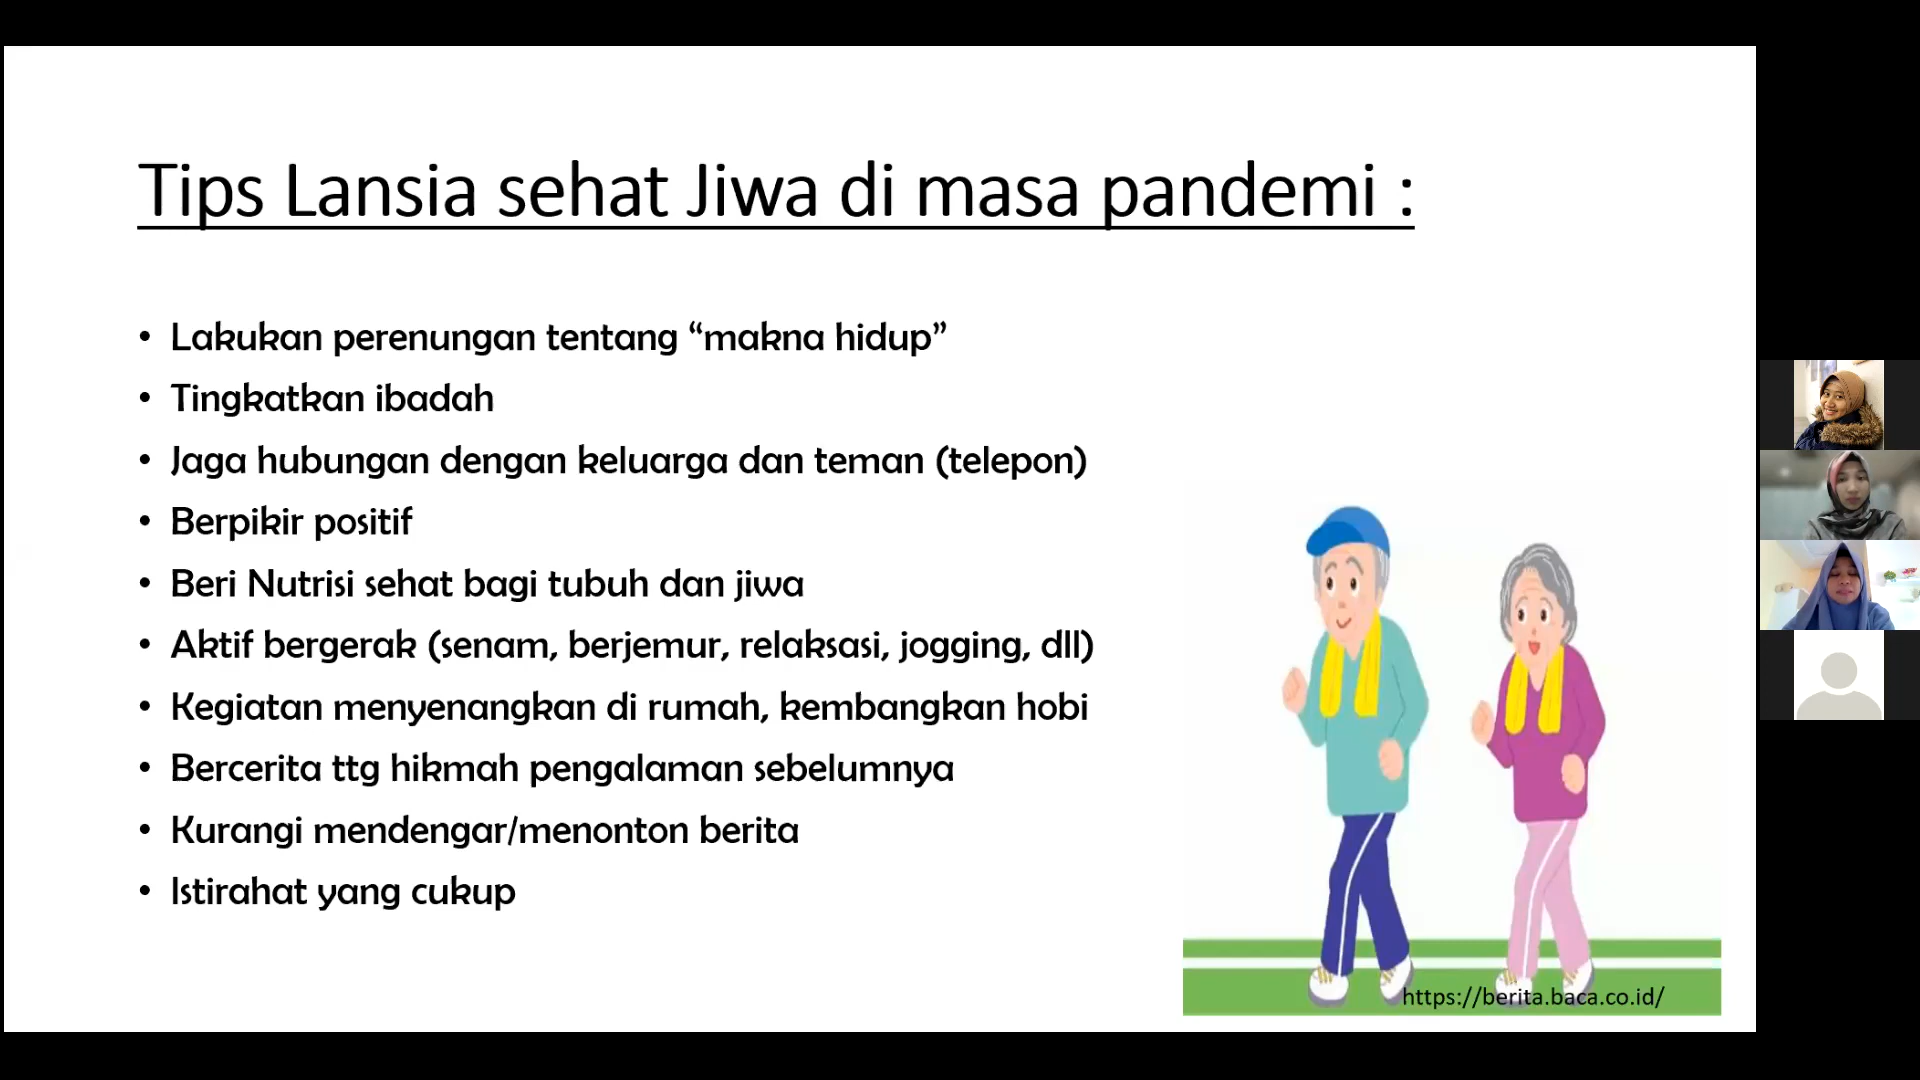 Tips Lansia sehat Jiwa di masa pandemi :
• Lakukan perenungan tentang “makna hidup”
• Tingkatkan ibadah
• Jaga hubungan dengan keluarga dan teman (telepon)
• Berpikir positif
• Beri Nutrisi sehat bagi tubuh dan jiwa
• Aktif bergerak (senam, berjemur, relaksasi, jogging, dll)
• Kegiatan menyenangkan di rumah, kembangkan hobi
• Bercerita ttg hikmah pengalaman sebelumnya
• Kurangi mendengar/menonton berita
• Istirahat yang cukup
https://berita.baca.co.id/